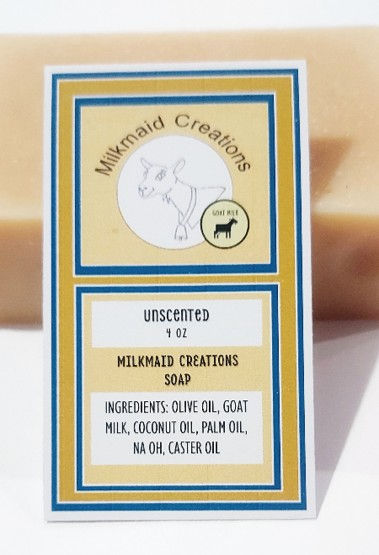 Milkmaid Creations
GOAT MILK
UNSCENTED
4 OZ
MILKMAID CREATIONS
SOAP
INGREDIENTS: OLIVE OIL, GOAT
MILK, COCONUT OIL, PALM OIL,
NA OH, CASTER OIL